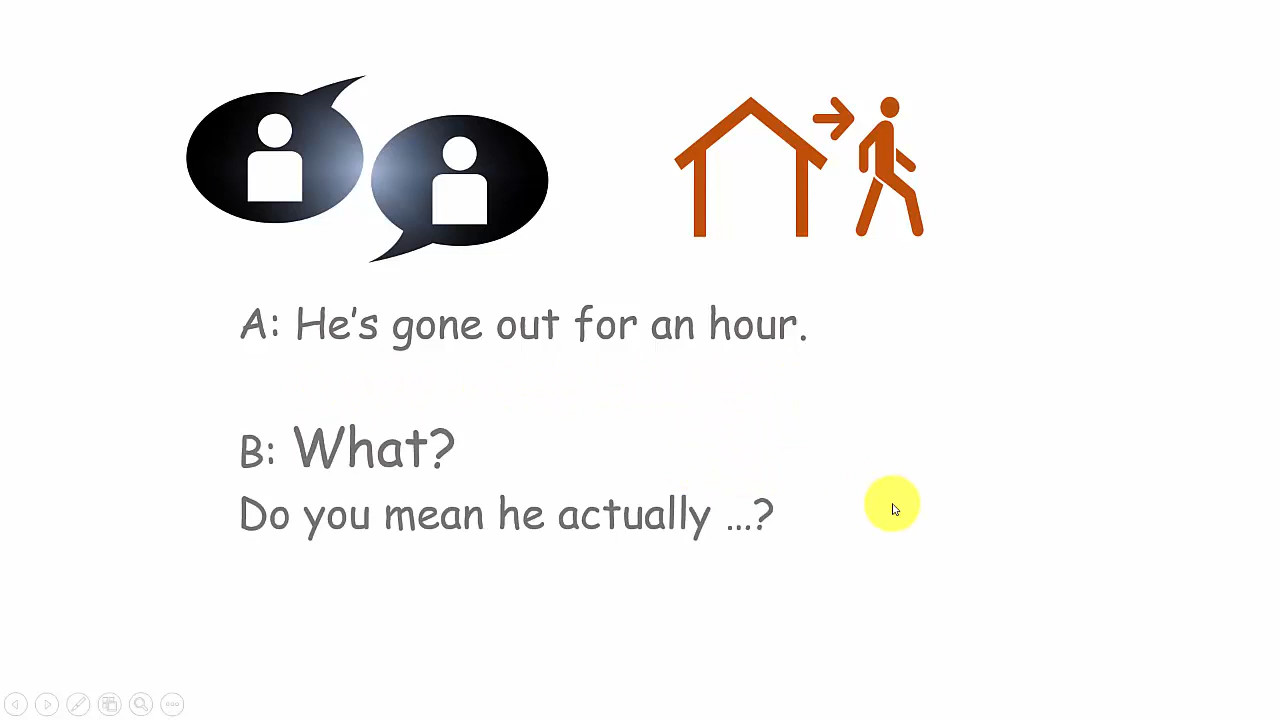 A: He's gone out for an hour.
B: What?
Do you mean he actually ...?